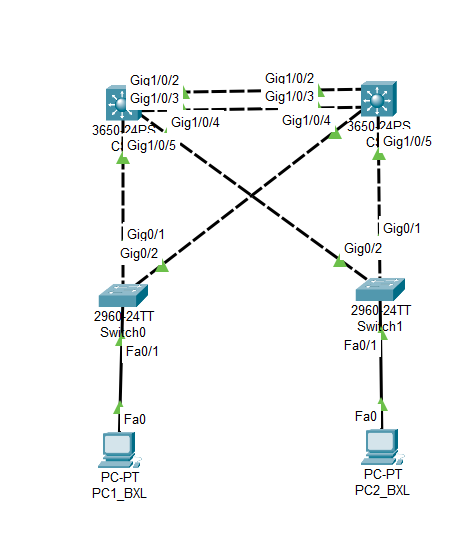 Gig1/0/2
Gig1/0/2
Gig1/0/3
Gig1/0/3
Gig1/0/4
Gig1/0/4
3650-24PS
3650-24PS
Gig1/0/5
Gig1/0/5
Gig0/1
Gig0/1
Gig0/2
Gig0/2
2960-24TT
Switch0
2960-24TT
Switch1
Fa0/1
Fa0/1
Fa0
Fa0
PC-PT
PC1_BXL
PC-PT
PC2_BXL